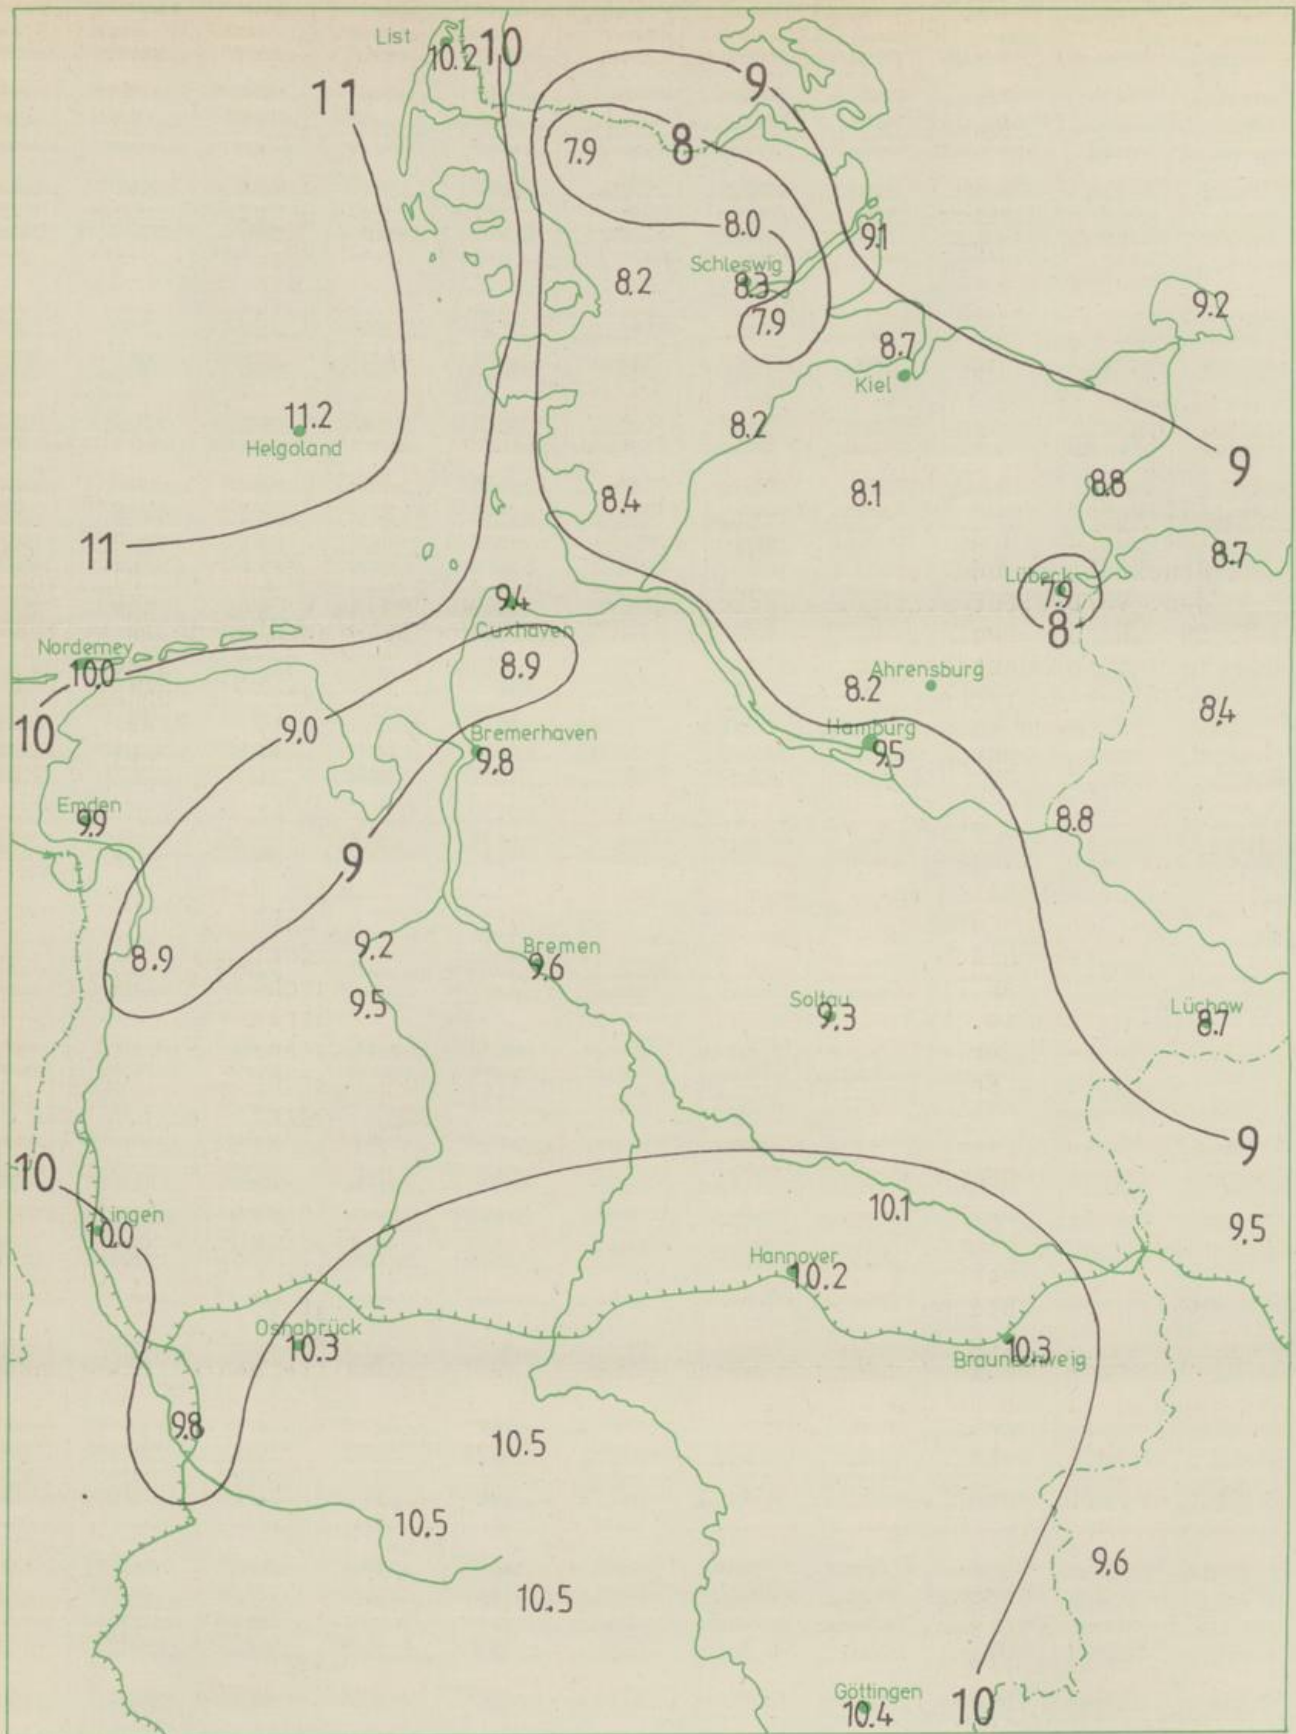 List
10.2
10
11
9
8
7.9
8.0
9.1
Schleswig
8.3
8.2
9.2
7.9
8.7
Kiel
11.2
Helgoland
8.2
9
8.8
8.1
8.4
11
8.7
Lübeck
7.9
8
9.4
Cuxhaven
8.9
Norderney
10.0
10
Ahrensburg
8.2
8.4
9.0
Bremerhaven
9.8
Hamburg
9.5
Emden
9.9
8.8
9
9.2
Bremen
9.6
8.9
9.5
Soltau
9.3
Lüchow
8.7
9
10
Lingen
10.0
10.1
9.5
Hannover
10.2
Osnabrück
10.3
10.3
Braunschweig
9.8
10.5
10.5
9.6
10.5
Göttingen
10.4
10